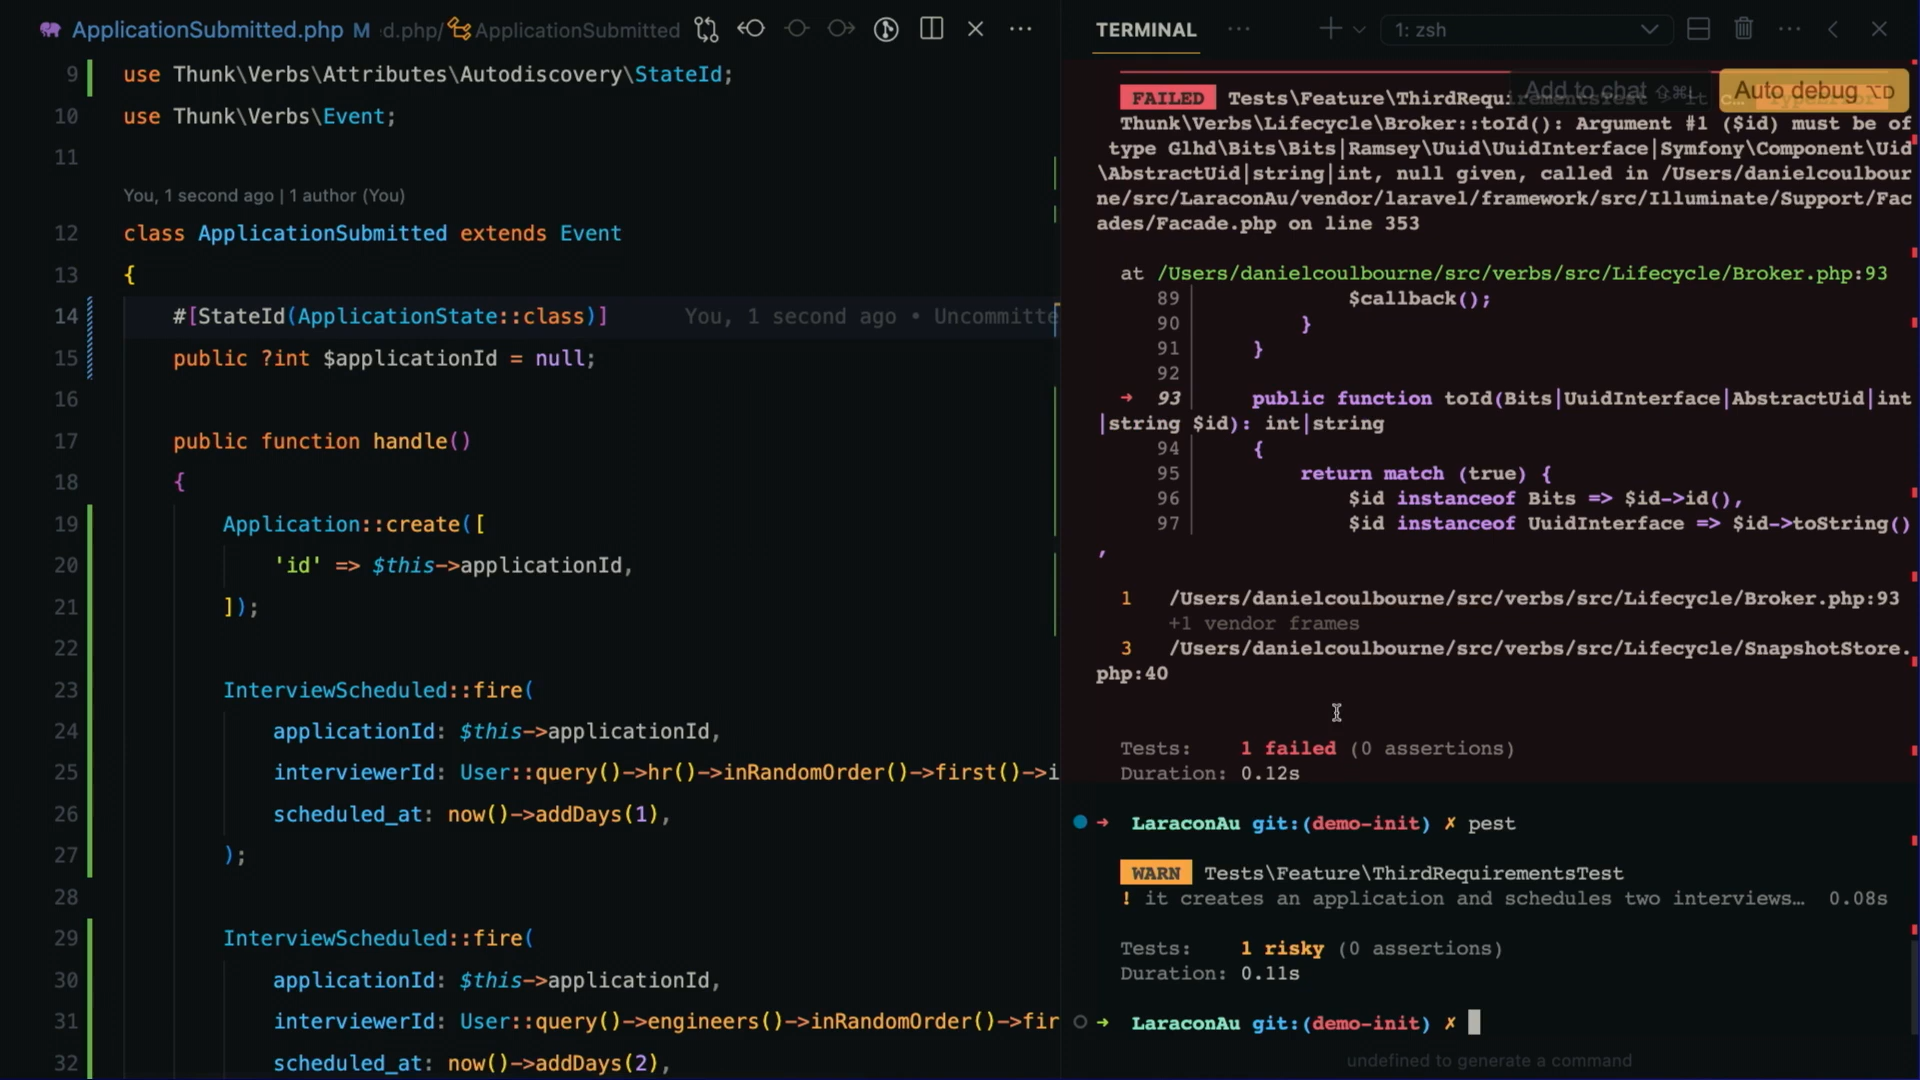 ApplicationSubmitted.php M d.php/ ApplicationSubmitted
9 use Thunk\Verbs\Attributes\Autodiscovery\StateId;
10 use Thunk\Verbs\Event;
11
You, 1 second ago | 1 author (You)
12 class ApplicationSubmitted extends Event
13 {
14 #[StateId(ApplicationState::class)] You, 1 second ago • Uncommitte
15 public ?int $applicationId = null;
16
17 public function handle()
18 {
19 Application::create([
20 'id' => $this->applicationId,
21 ]);
22
23 InterviewScheduled::fire(
24 applicationId: $this->applicationId,
25 interviewerId: User::query()->hr()->inRandomOrder()->first()->i
26 scheduled_at: now()->addDays(1),
27 );
28
29 InterviewScheduled::fire(
30 applicationId: $this->applicationId,
31 interviewerId: User::query()->engineers()->inRandomOrder()->fir
32 scheduled_at: now()->addDays(2),
TERMINAL
1: zsh
Add to chat ⇧⌘L Auto debug ⌥D
FAILED Tests\Feature\ThirdRequirementsTest > it c… TypeError
Thunk\Verbs\Lifecycle\Broker::toId(): Argument #1 ($id) must be of
type Glhd\Bits\Bits|Ramsey\Uuid\UuidInterface|Symfony\Component\Uid
\AbstractUid|string|int, null given, called in /Users/danielcoulbour
ne/src/LaraconAu/vendor/laravel/framework/src/Illuminate/Support/Fac
ades/Facade.php on line 353
at /Users/danielcoulbourne/src/verbs/src/Lifecycle/Broker.php:93
89 $callback();
90 }
91 }
92
➜ 93 public function toId(Bits|UuidInterface|AbstractUid|int
|string $id): int|string
94 {
95 return match (true) {
96 $id instanceof Bits => $id->id(),
97 $id instanceof UuidInterface => $id->toString()
,
1 /Users/danielcoulbourne/src/verbs/src/Lifecycle/Broker.php:93
+1 vendor frames
3 /Users/danielcoulbourne/src/verbs/src/Lifecycle/SnapshotStore.
php:40
Tests: 1 failed (0 assertions)
Duration: 0.12s
➜ LaraconAu git:(demo-init) ✗ pest
WARN Tests\Feature\ThirdRequirementsTest
! it creates an application and schedules two interviews… 0.08s
Tests: 1 risky (0 assertions)
Duration: 0.11s
➜ LaraconAu git:(demo-init) ✗
undefined to generate a command